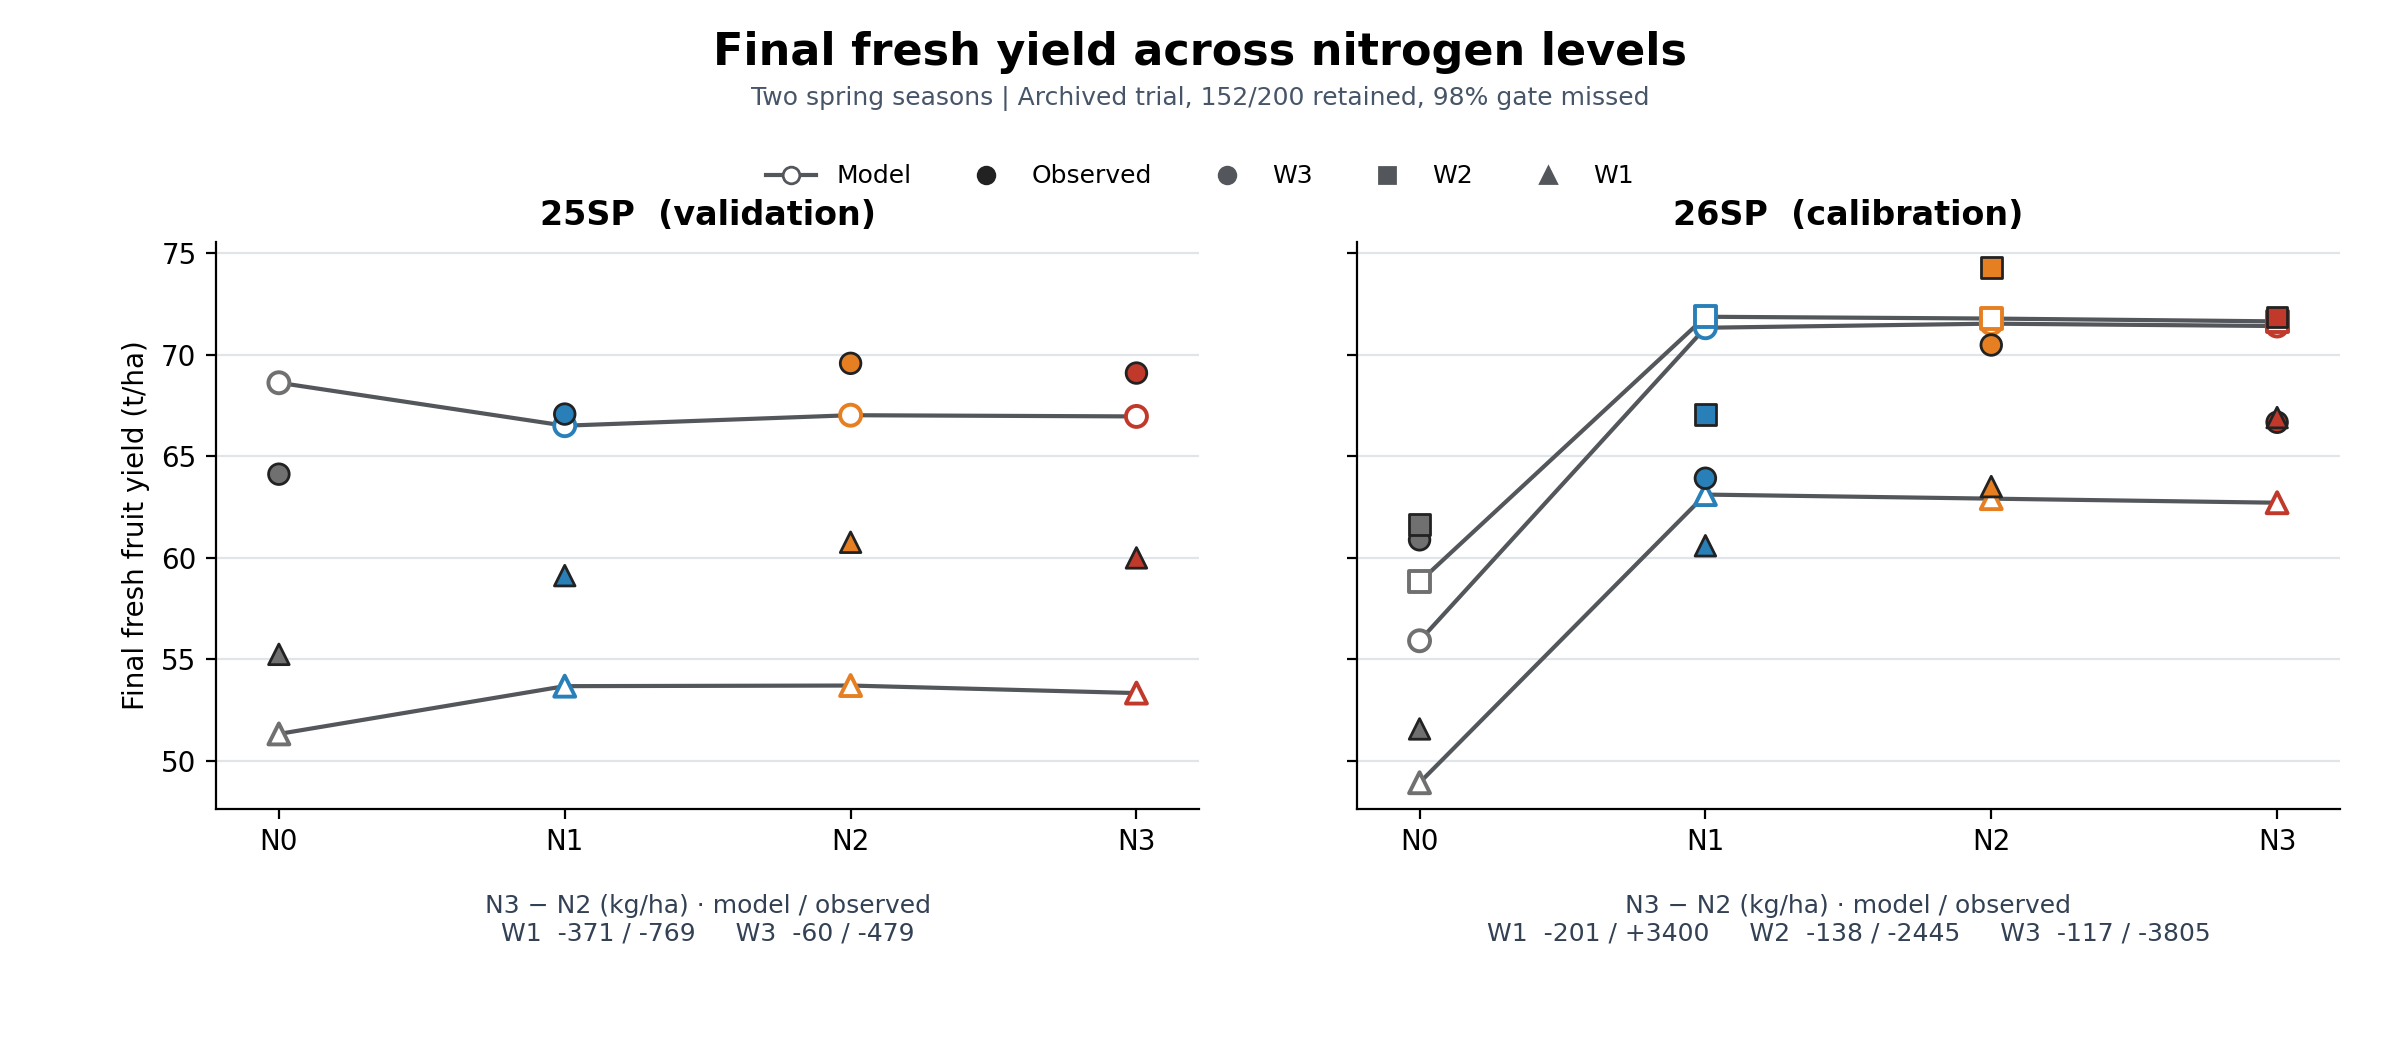 Final fresh yield across nitrogen levels
Two spring seasons | Archived trial, 152/200 retained, 98% gate missed
Model Observed W3 W2 W1
25SP (validation)
26SP (calibration)
Final fresh fruit yield (t/ha)
75
70
65
60
55
50
N0 N1 N2 N3
N0 N1 N2 N3
N3 − N2 (kg/ha) · model / observed
W1 -371 / -769 W3 -60 / -479
N3 − N2 (kg/ha) · model / observed
W1 -201 / +3400 W2 -138 / -2445 W3 -117 / -3805